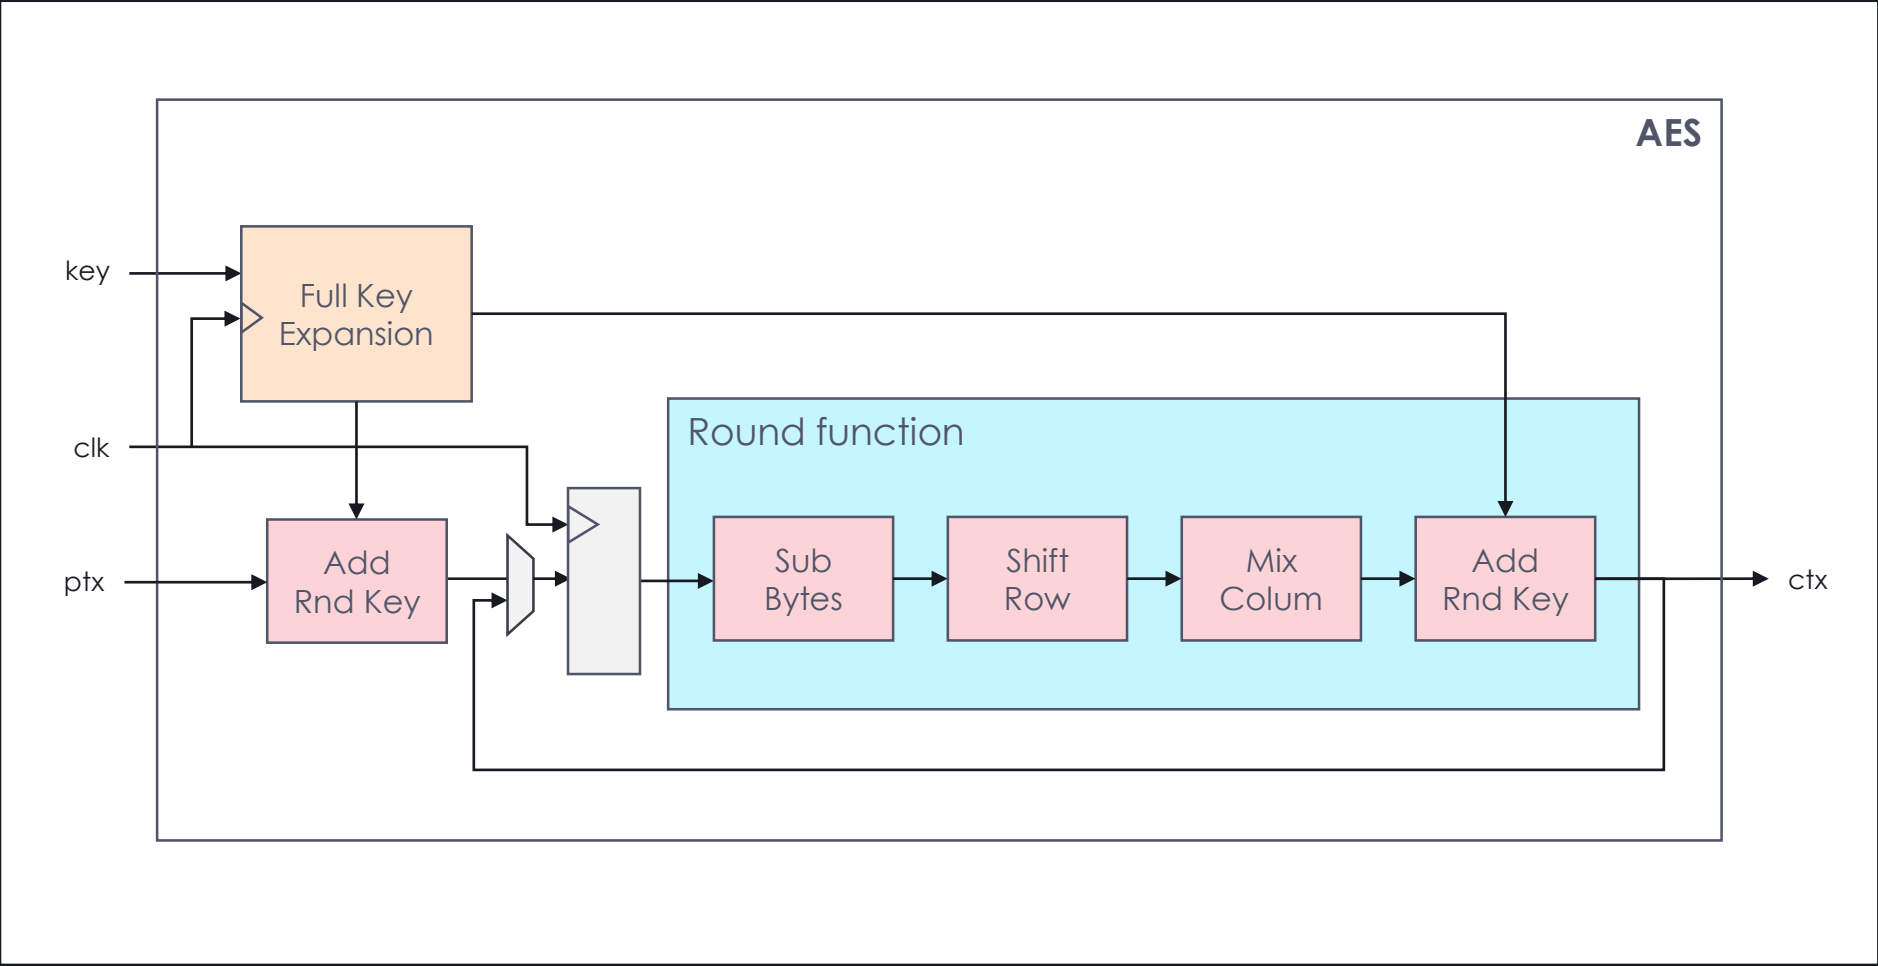 AES
key
Full Key
Expansion
clk
Round function
ptx
Add
Rnd Key
Sub
Bytes
Shift
Row
Mix
Colum
Add
Rnd Key
ctx